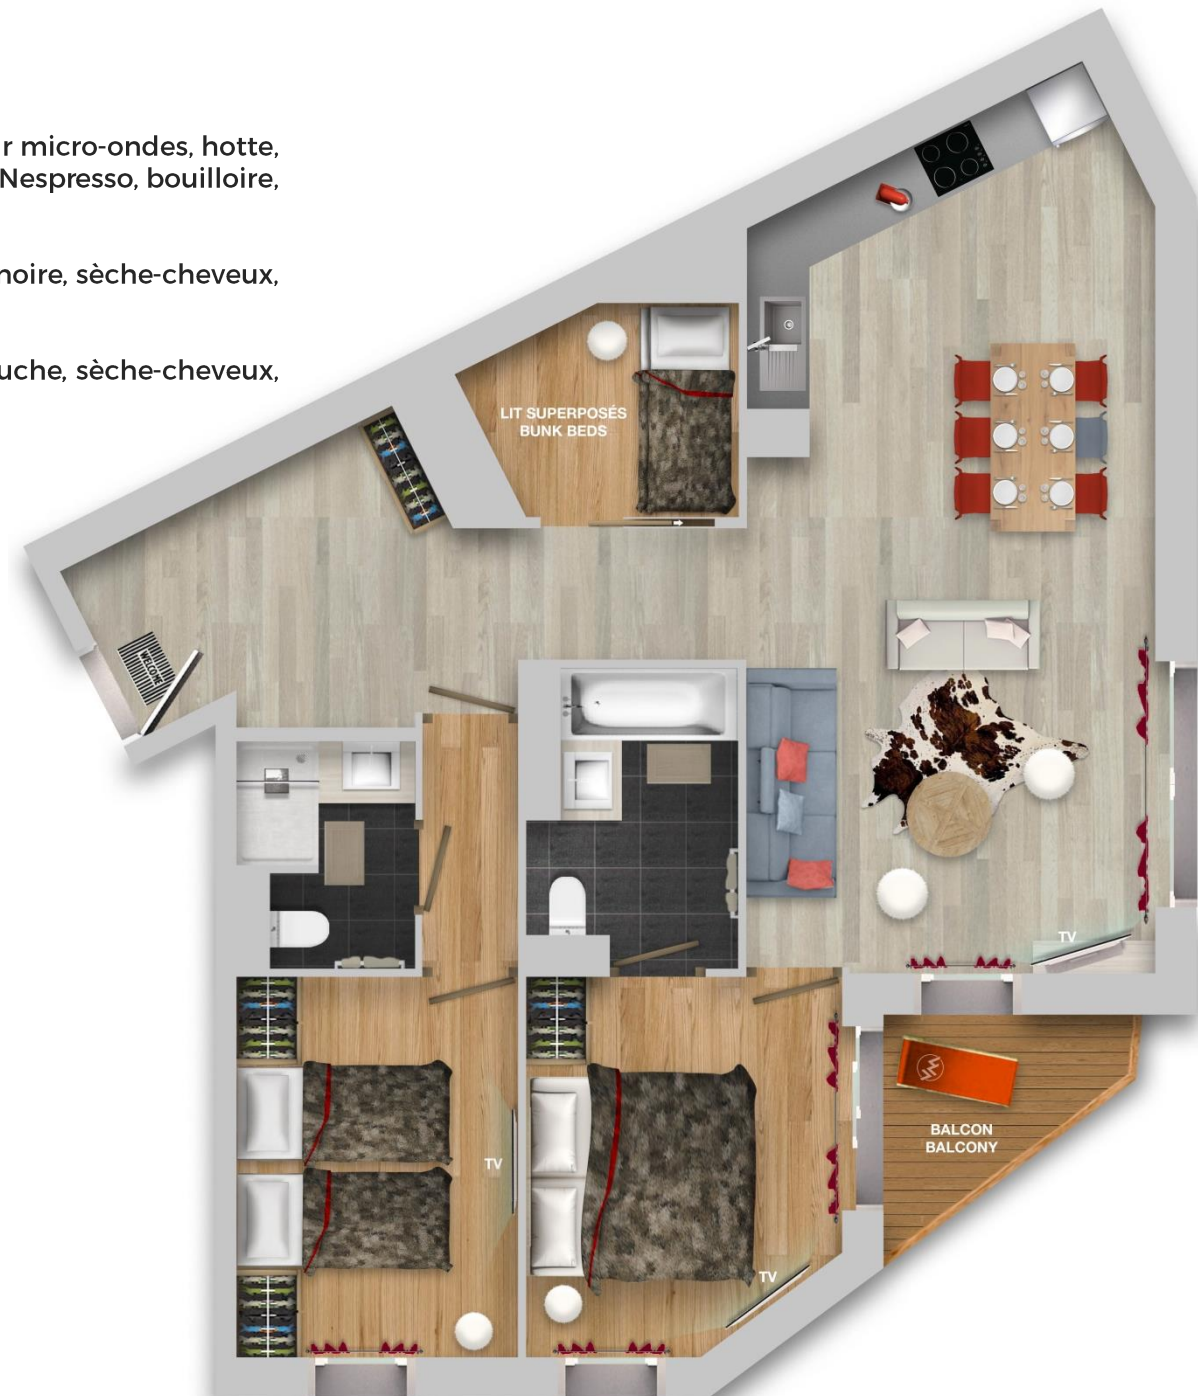 r micro-ondes, hotte,
Nespresso, bouilloire,
noire, sèche-cheveux,
uche, sèche-cheveux,
LIT SUPERPOSÉS
BUNK BEDS
WELCOME
TV
BALCON
BALCONY
TV
TV